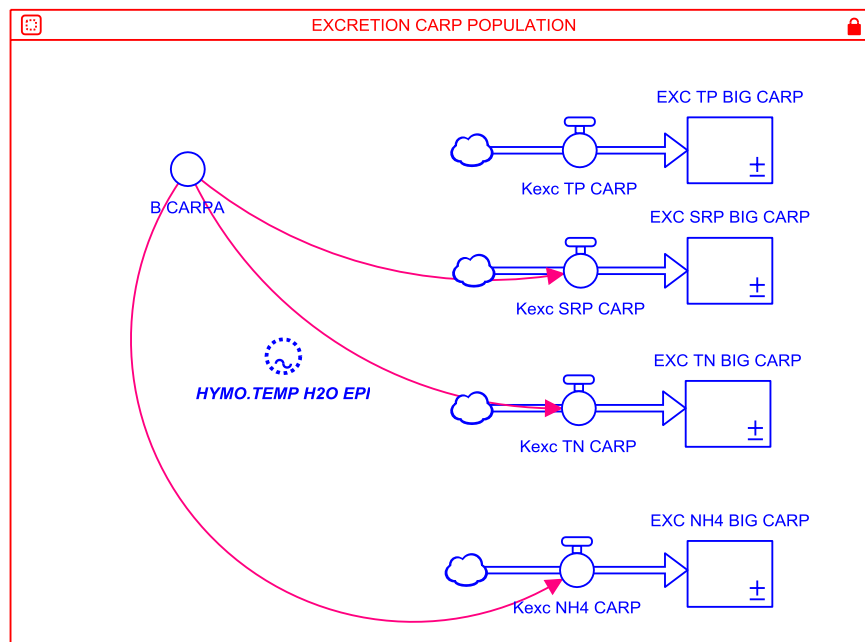 EXCRETION CARP POPULATION
EXC TP BIG CARP
Kexc TP CARP
B CARPA
EXC SRP BIG CARP
Kexc SRP CARP
HYMO.TEMP H2O EPI
EXC TN BIG CARP
Kexc TN CARP
EXC NH4 BIG CARP
Kexc NH4 CARP